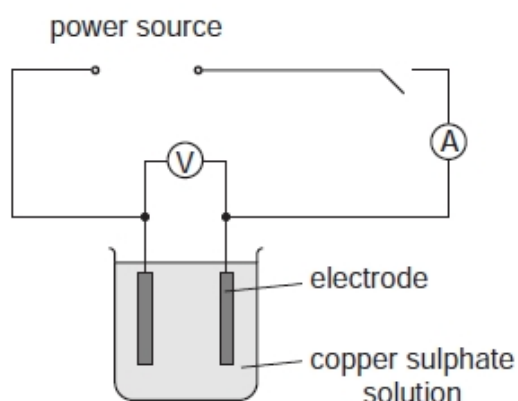 power source
V
A
electrode
copper sulphate
solution